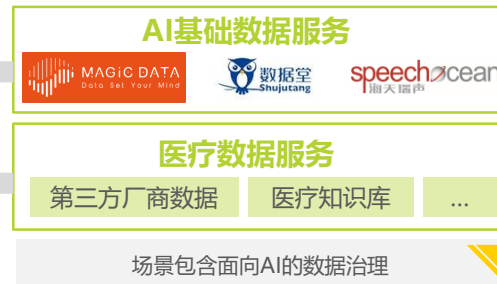 AI基础数据服务
MAGIC DATA
Data Set Your Mind
数据堂
Shujutang
speechocean
海天瑞声
医疗数据服务
第三方厂商数据 医疗知识库 ...
场景包含面向AI的数据治理